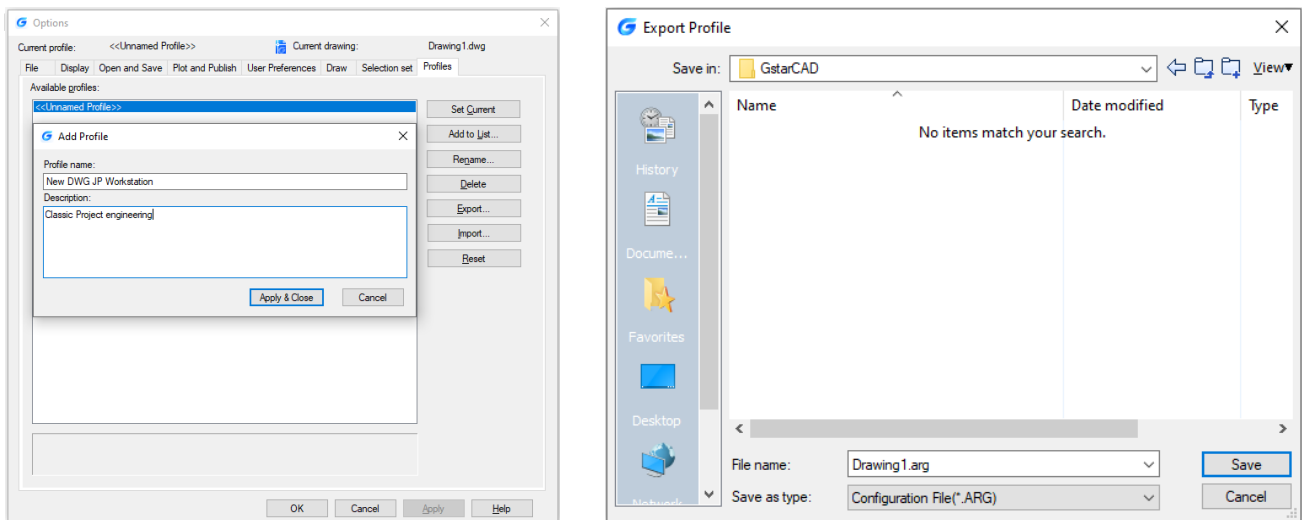 Options
Current profile: <<Unnamed Profile>> Current drawing: Drawing1.dwg
File Display Open and Save Plot and Publish User Preferences Draw Selection set Profiles
Available profiles:
<<Unnamed Profile>>
Set Current
Add to List...
Rename...
Delete
Export...
Import...
Reset
Add Profile
Profile name:
New DWG JP Workstation
Description:
Classic Project engineering
Apply & Close Cancel
OK Cancel Apply Help
Export Profile
Save in: GstarCAD View
History
Docume...
Favorites
Desktop
Network
Name Date modified Type
No items match your search.
File name: Drawing1.arg Save
Save as type: Configuration File(*.ARG) Cancel